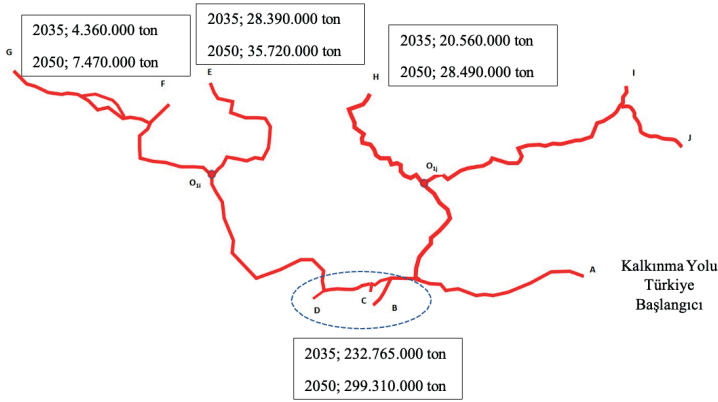 2035; 4.360.000 ton
2050; 7.470.000 ton
2035; 28.390.000 ton
2050; 35.720.000 ton
2035; 20.560.000 ton
2050; 28.490.000 ton
G
F
E
H
I
J
O1i
O1j
A
Kalkınma Yolu
Türkiye
Başlangıcı
D
C
B
2035; 232.765.000 ton
2050; 299.310.000 ton